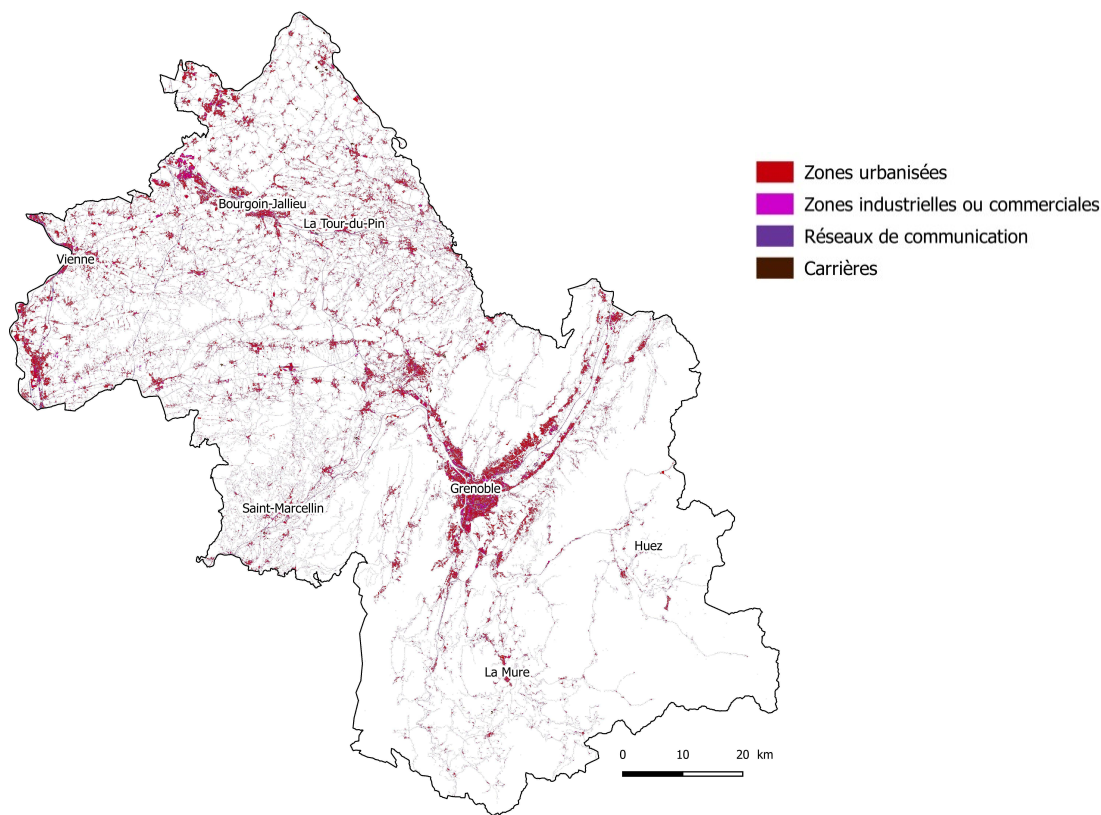 Zones urbanisées
Zones industrielles ou commerciales
Réseaux de communication
Carrières
Bourgoin-Jallieu
La Tour-du-Pin
Vienne
Grenoble
Saint-Marcellin
Huez
La Mure
0 10 20 km